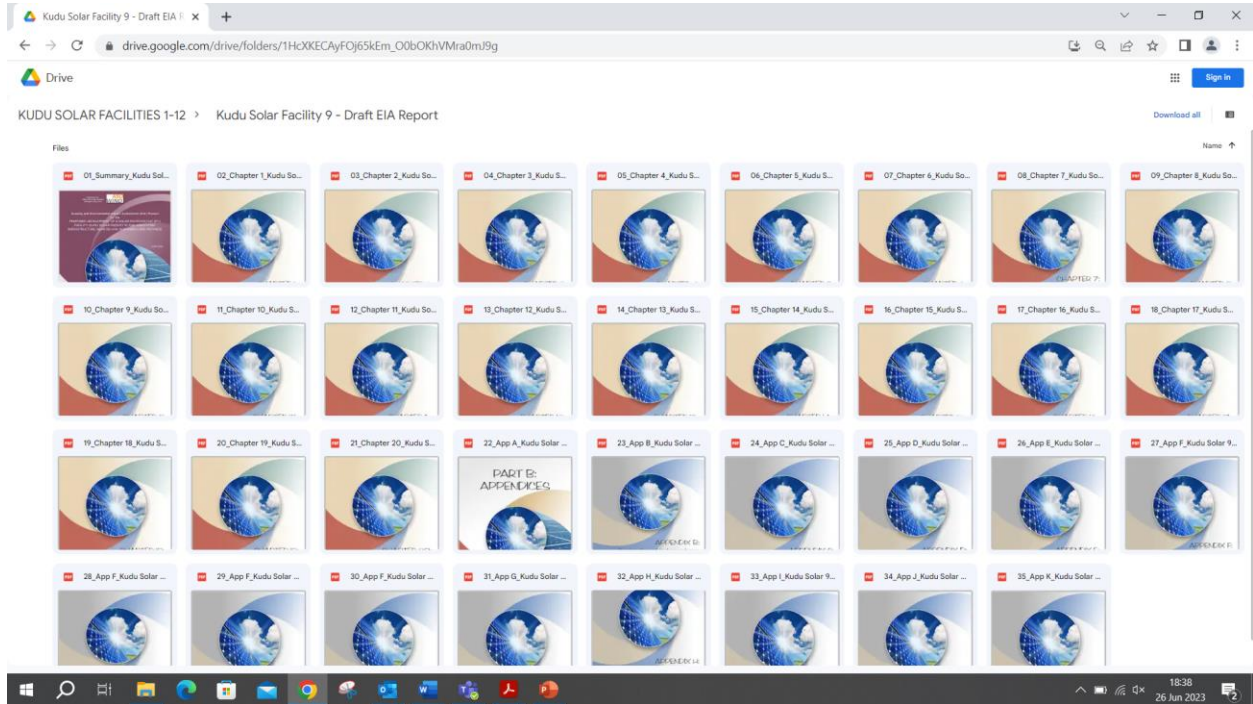 Kudu Solar Facility 9 - Draft EIA R
drive.google.com/drive/folders/1HcXKECAyFOj65kEm_O0bOKhVMra0mJ9g
Drive
Sign in
KUDU SOLAR FACILITIES 1-12 > Kudu Solar Facility 9 - Draft EIA Report
Download all
Files
Name
01_Summary_Kudu Sol...
02_Chapter 1_Kudu So...
03_Chapter 2_Kudu So...
04_Chapter 3_Kudu S...
05_Chapter 4_Kudu S...
06_Chapter 5_Kudu S...
07_Chapter 6_Kudu So...
08_Chapter 7_Kudu So...
09_Chapter 8_Kudu So...
CHAPTER 7:
10_Chapter 9_Kudu So...
11_Chapter 10_Kudu S...
12_Chapter 11_Kudu S...
13_Chapter 12_Kudu S...
14_Chapter 13_Kudu S...
15_Chapter 14_Kudu S...
16_Chapter 15_Kudu S...
17_Chapter 16_Kudu S...
18_Chapter 17_Kudu S...
19_Chapter 18_Kudu S...
20_Chapter 19_Kudu S...
21_Chapter 20_Kudu S...
22_App A_Kudu Solar ...
23_App B_Kudu Solar ...
24_App C_Kudu Solar ...
25_App D_Kudu Solar ...
26_App E_Kudu Solar ...
27_App F_Kudu Solar 9...
PART B:
APPENDICES
APPENDIX B:
APPENDIX F:
28_App F_Kudu Solar ...
29_App F_Kudu Solar ...
30_App F_Kudu Solar ...
31_App G_Kudu Solar ...
32_App H_Kudu Solar ...
33_App I_Kudu Solar 9...
34_App J_Kudu Solar ...
35_App K_Kudu Solar ...
APPENDIX H:
18:38
26 Jun 2023
2